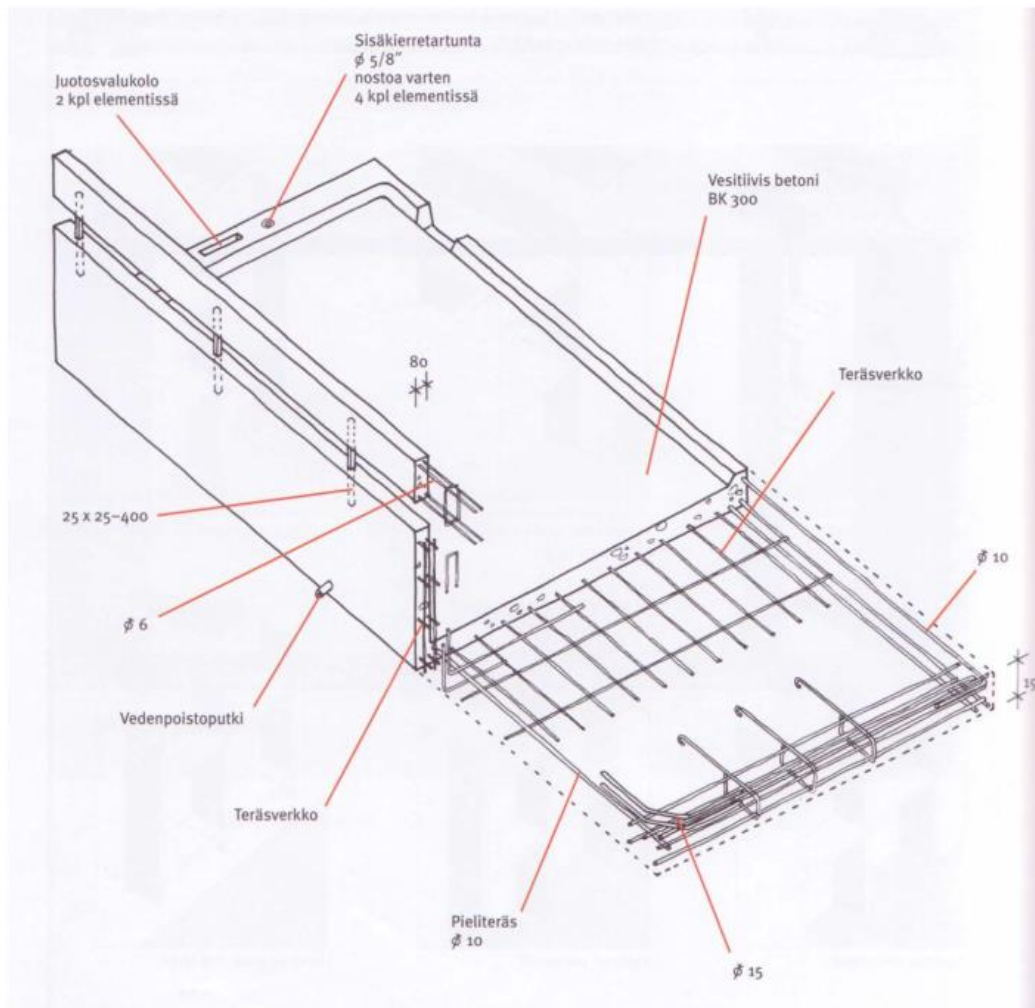 Sisäkierretartunta
ϕ 5/8"
nostoa varten
4 kpl elementissä
Juotosvalukolo
2 kpl elementissä
Vesitiivis betoni
BK 300
80
Teräsverkko
25 x 25–400
ϕ 10
ϕ 6
Vedenpoistoputki
Teräsverkko
Pieliteräs
ϕ 10
ϕ 15